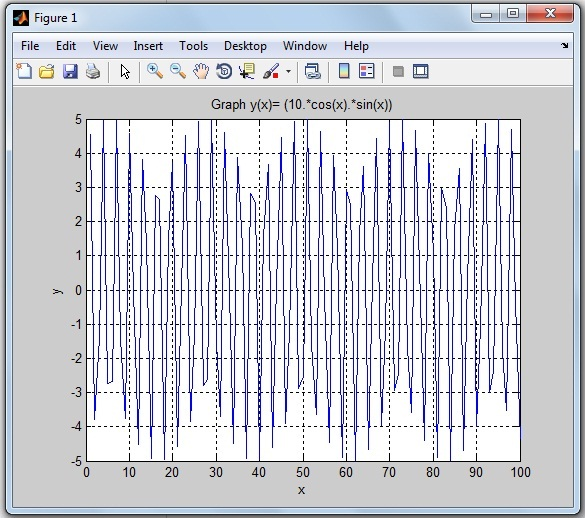 Figure 1
File Edit View Insert Tools Desktop Window Help
Graph y(x)= (10.*cos(x).*sin(x))
5
4
3
2
1
0
-1
-2
-3
-4
-5
y
0 10 20 30 40 50 60 70 80 90 100
x